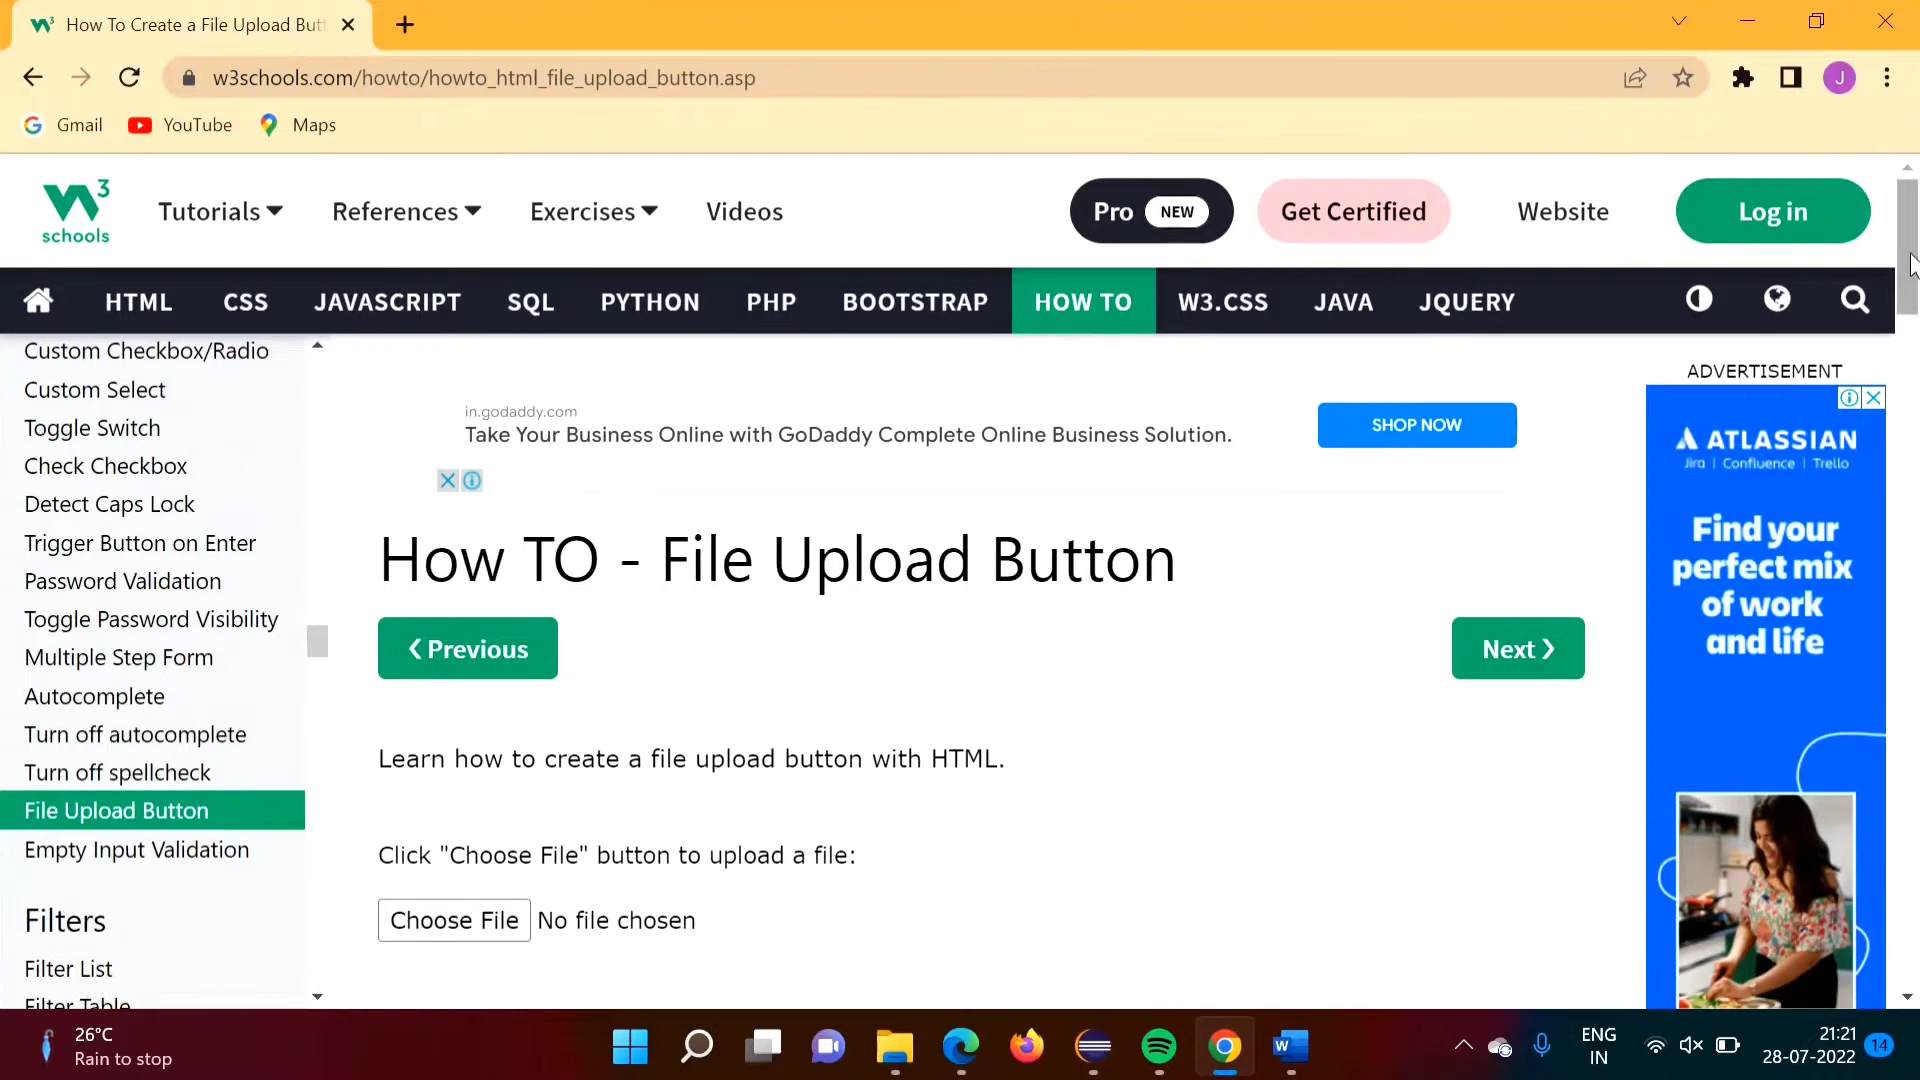 How To Create a File Upload But
w3schools.com/howto/howto_html_file_upload_button.asp
J
Gmail
YouTube
Maps
3
schools
Tutorials
References
Exercises
Videos
Pro NEW
Get Certified
Website
Log in
HTML
CSS
JAVASCRIPT
SQL
PYTHON
PHP
BOOTSTRAP
HOW TO
W3.CSS
JAVA
JQUERY
Custom Checkbox/Radio
Custom Select
Toggle Switch
Check Checkbox
Detect Caps Lock
Trigger Button on Enter
Password Validation
Toggle Password Visibility
Multiple Step Form
Autocomplete
Turn off autocomplete
Turn off spellcheck
File Upload Button
Empty Input Validation
Filters
Filter List
Filter Table
in.godaddy.com
Take Your Business Online with GoDaddy Complete Online Business Solution.
SHOP NOW
How TO - File Upload Button
❮ Previous
Next ❯
Learn how to create a file upload button with HTML.
Click "Choose File" button to upload a file:
Choose File No file chosen
ADVERTISEMENT
ATLASSIAN
Jira | Confluence | Trello
Find your
perfect mix
of work
and life
26°C
Rain to stop
W
ENG
IN
21:21
28-07-2022
14